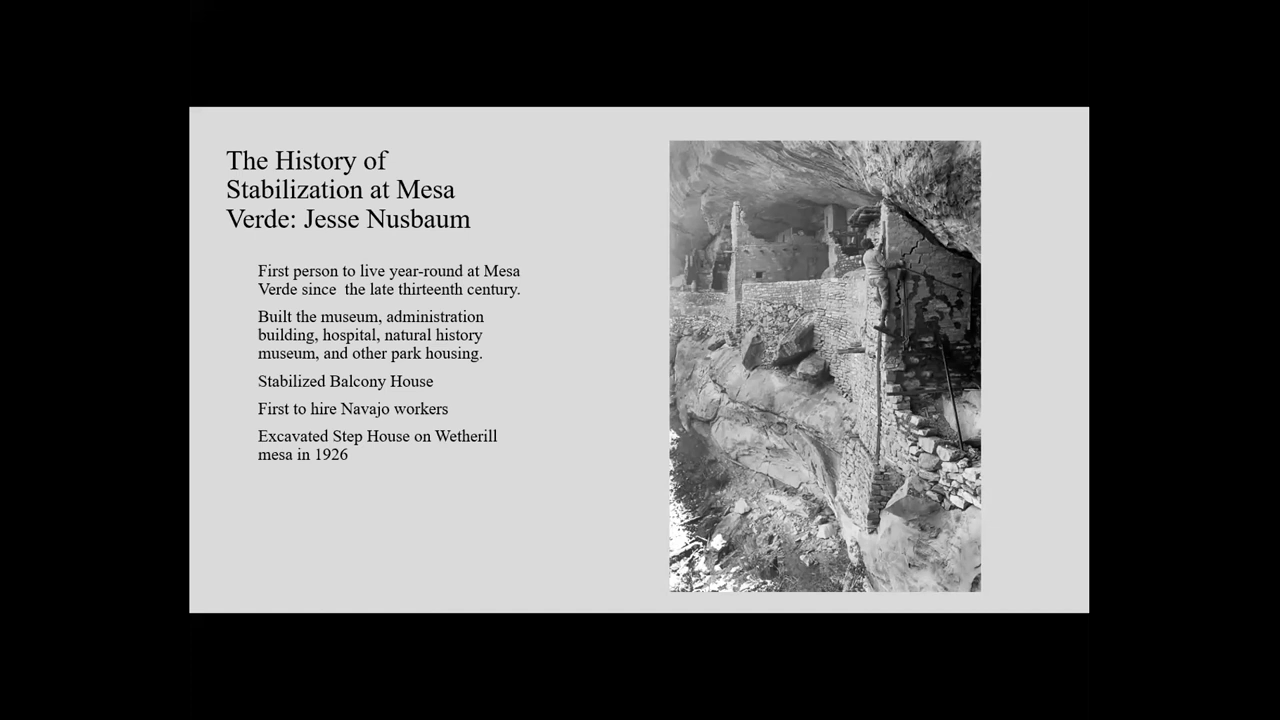 The History of
Stabilization at Mesa
Verde: Jesse Nusbaum
First person to live year-round at Mesa
Verde since  the late thirteenth century.
Built the museum, administration
building, hospital, natural history
museum, and other park housing.
Stabilized Balcony House
First to hire Navajo workers
Excavated Step House on Wetherill
mesa in 1926